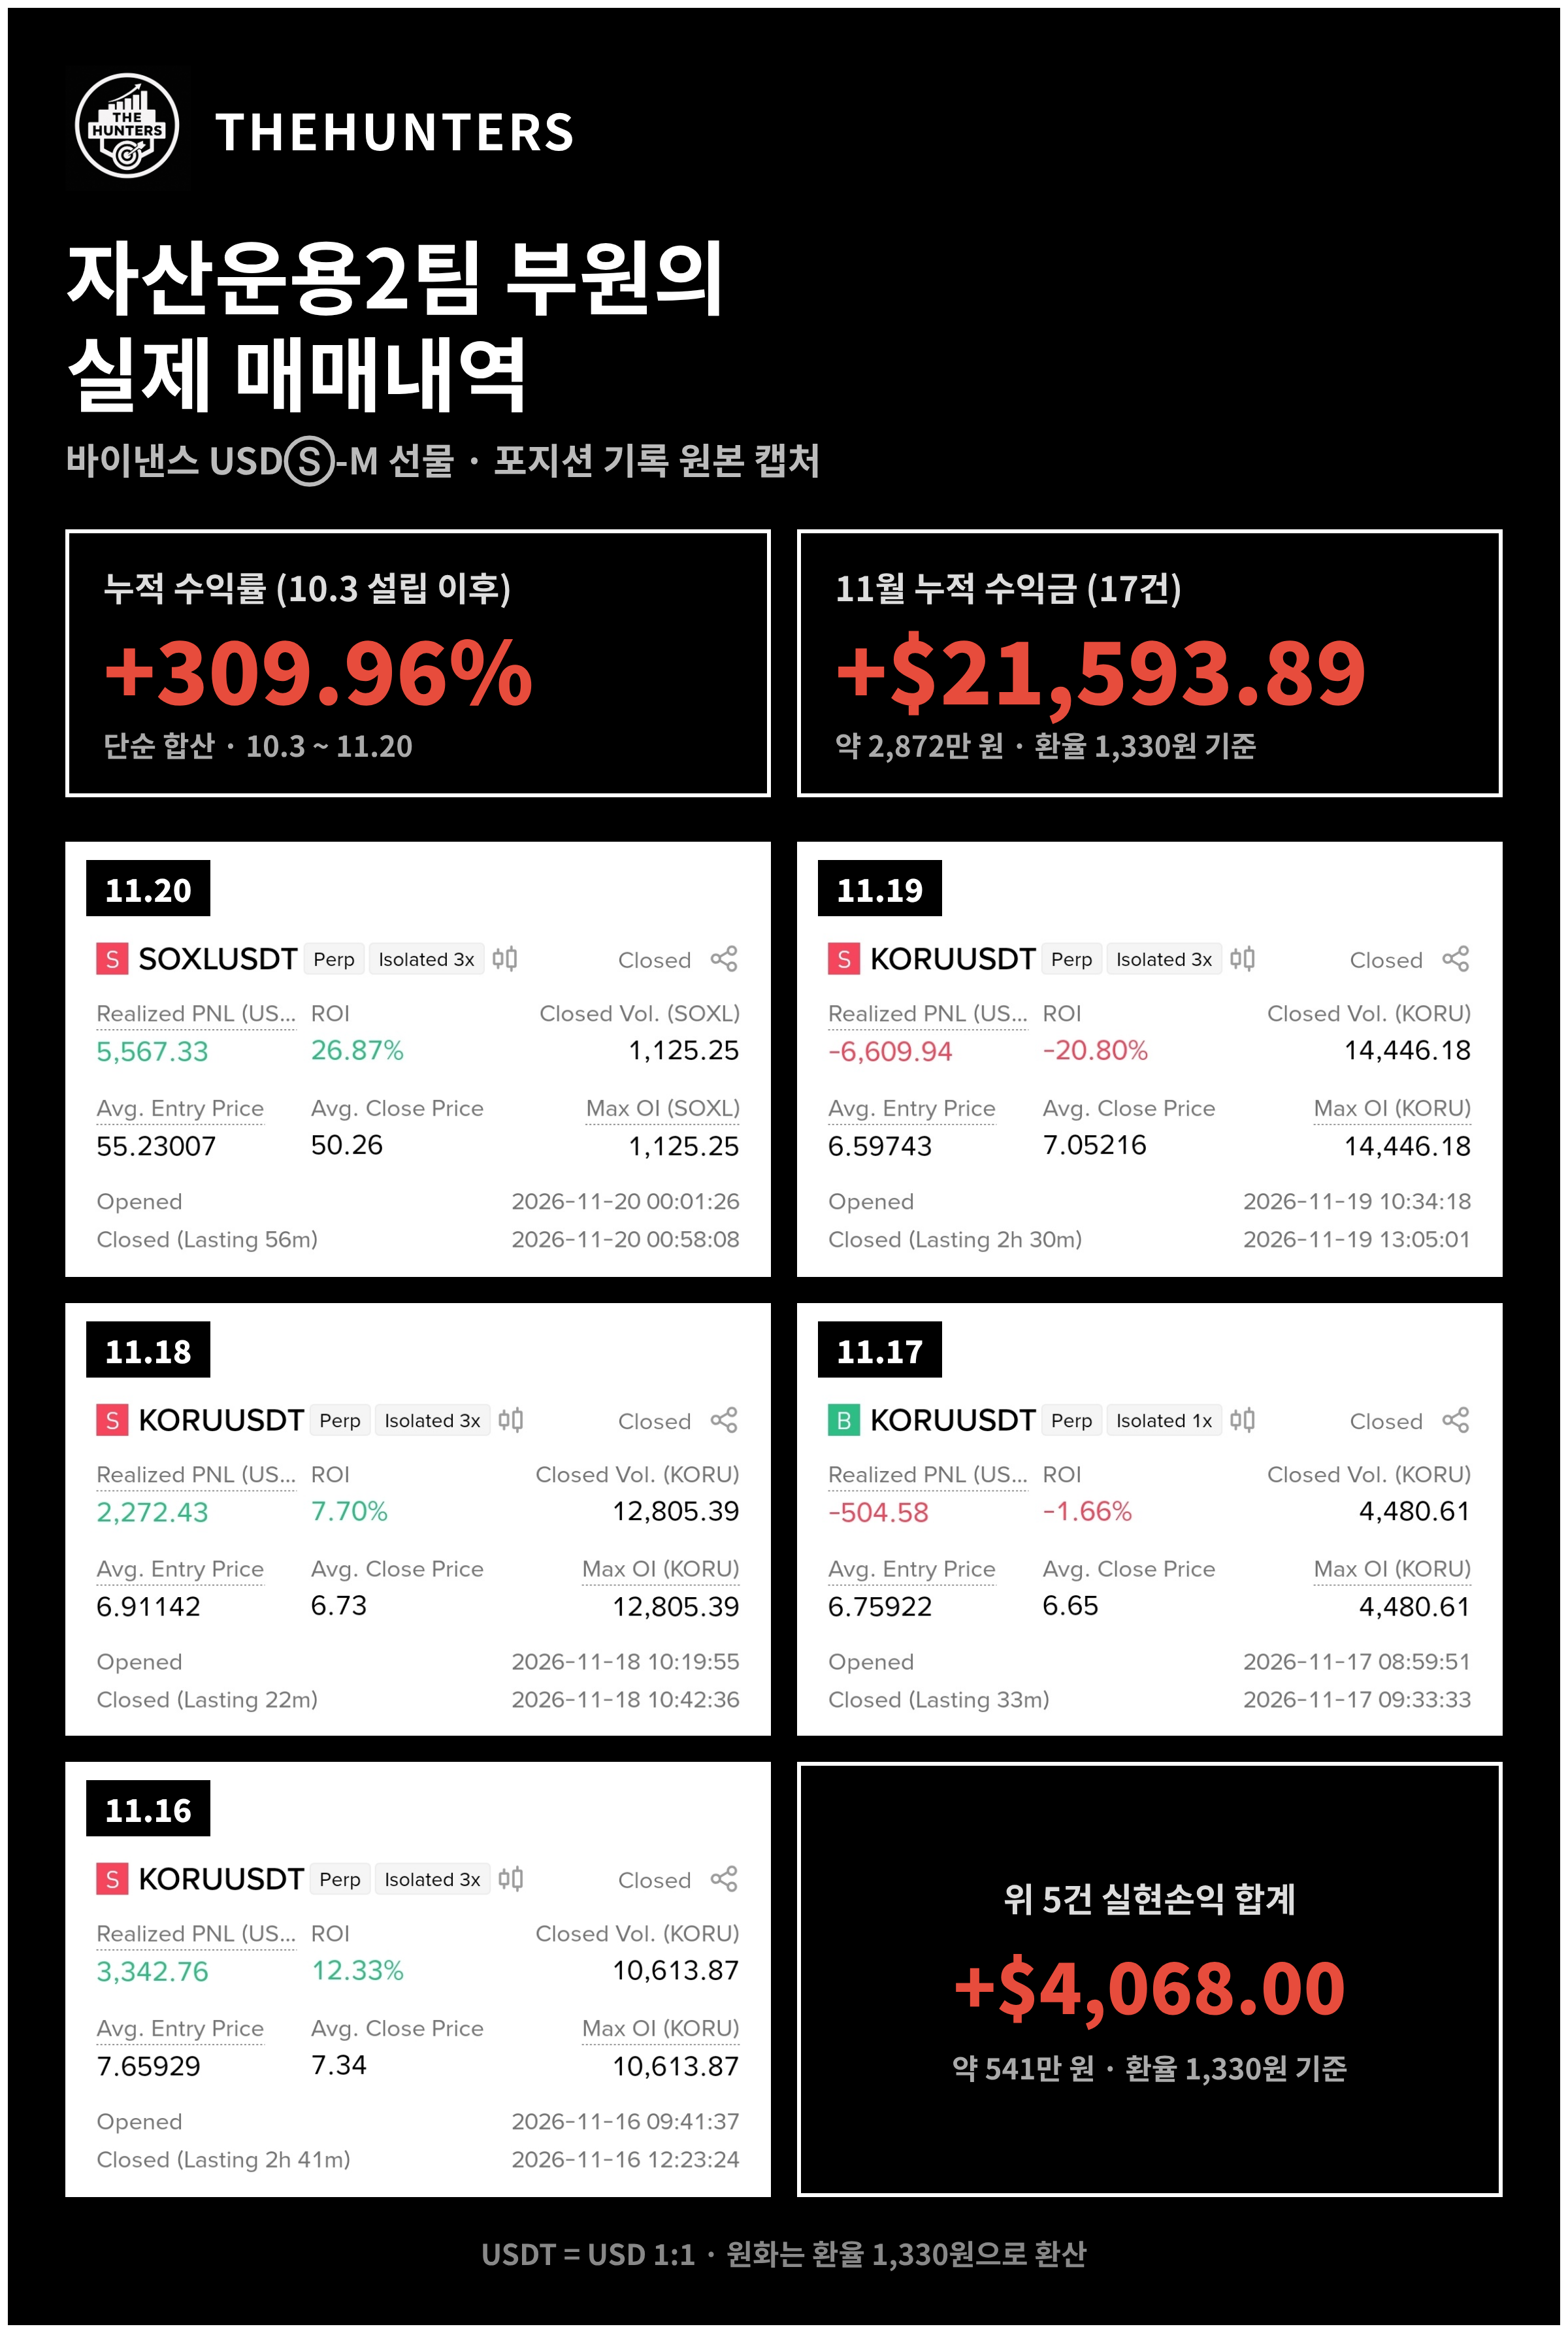 THE
HUNTERS
THEHUNTERS
자산운용2팀 부원의
실제 매매내역
바이낸스 USDⓈ-M 선물 · 포지션 기록 원본 캡처
누적 수익률 (10.3 설립 이후)
+309.96%
단순 합산 · 10.3 ~ 11.20
11월 누적 수익금 (17건)
+$21,593.89
약 2,872만 원 · 환율 1,330원 기준
11.20
S SOXLUSDT Perp Isolated 3x Closed
Realized PNL (US... ROI Closed Vol. (SOXL)
5,567.33 26.87% 1,125.25
Avg. Entry Price Avg. Close Price Max OI (SOXL)
55.23007 50.26 1,125.25
Opened 2026-11-20 00:01:26
Closed (Lasting 56m) 2026-11-20 00:58:08
11.19
S KORUUSDT Perp Isolated 3x Closed
Realized PNL (US... ROI Closed Vol. (KORU)
-6,609.94 -20.80% 14,446.18
Avg. Entry Price Avg. Close Price Max OI (KORU)
6.59743 7.05216 14,446.18
Opened 2026-11-19 10:34:18
Closed (Lasting 2h 30m) 2026-11-19 13:05:01
11.18
S KORUUSDT Perp Isolated 3x Closed
Realized PNL (US... ROI Closed Vol. (KORU)
2,272.43 7.70% 12,805.39
Avg. Entry Price Avg. Close Price Max OI (KORU)
6.91142 6.73 12,805.39
Opened 2026-11-18 10:19:55
Closed (Lasting 22m) 2026-11-18 10:42:36
11.17
B KORUUSDT Perp Isolated 1x Closed
Realized PNL (US... ROI Closed Vol. (KORU)
-504.58 -1.66% 4,480.61
Avg. Entry Price Avg. Close Price Max OI (KORU)
6.75922 6.65 4,480.61
Opened 2026-11-17 08:59:51
Closed (Lasting 33m) 2026-11-17 09:33:33
11.16
S KORUUSDT Perp Isolated 3x Closed
Realized PNL (US... ROI Closed Vol. (KORU)
3,342.76 12.33% 10,613.87
Avg. Entry Price Avg. Close Price Max OI (KORU)
7.65929 7.34 10,613.87
Opened 2026-11-16 09:41:37
Closed (Lasting 2h 41m) 2026-11-16 12:23:24
위 5건 실현손익 합계
+$4,068.00
약 541만 원 · 환율 1,330원 기준
USDT = USD 1:1 · 원화는 환율 1,330원으로 환산